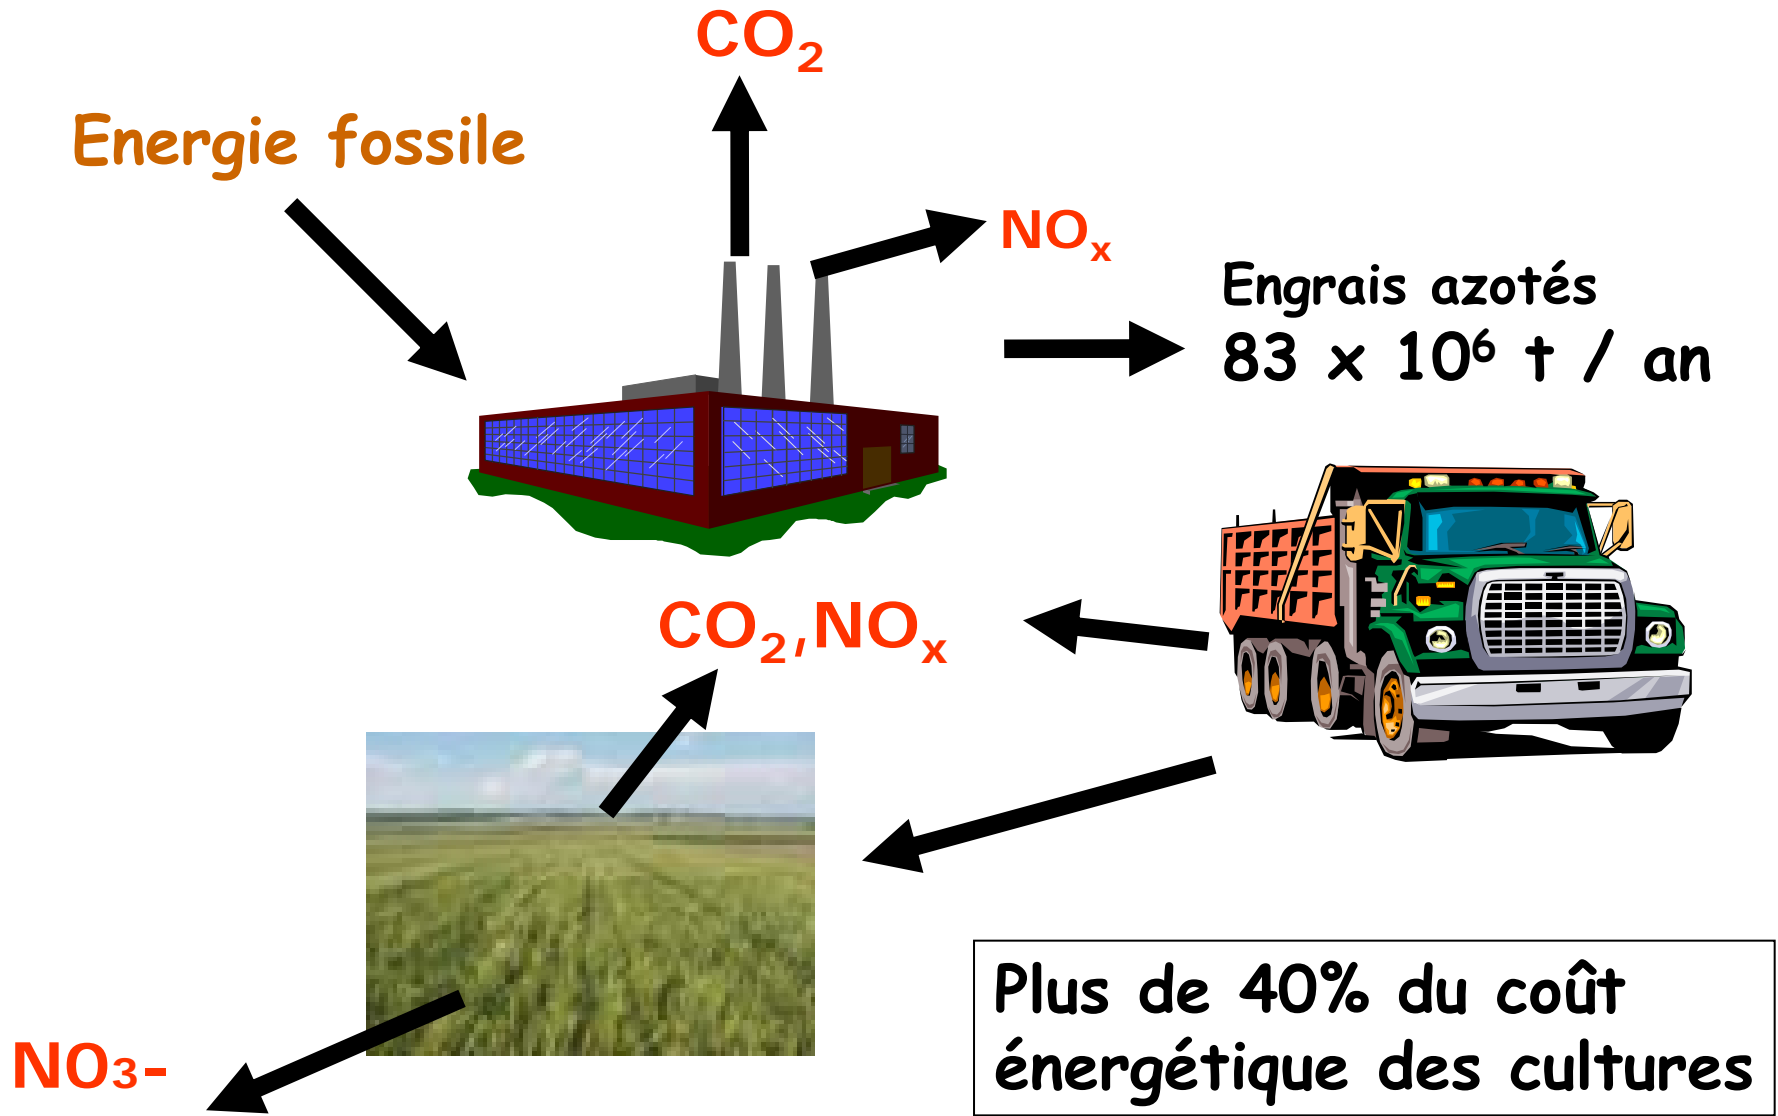 CO₂
Energie fossile
NOₓ
Engrais azotés
83 x 10⁶ t / an
CO₂,NOₓ
Plus de 40% du coût
énergétique des cultures
NO₃-